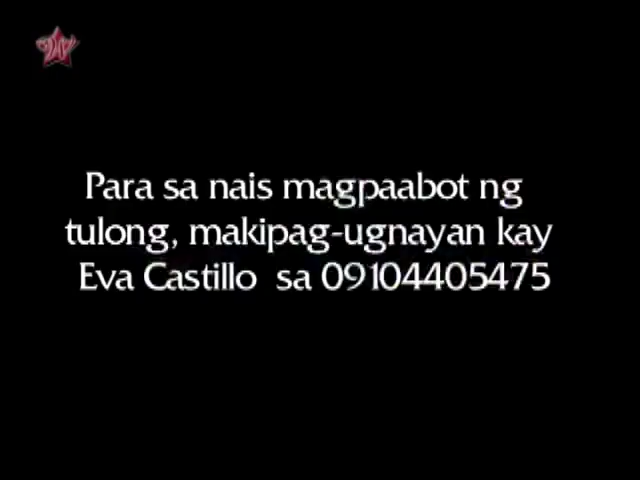 Para sa nais magpaabot ng
tulong, makipag-ugnayan kay
Eva Castillo sa 09104405475